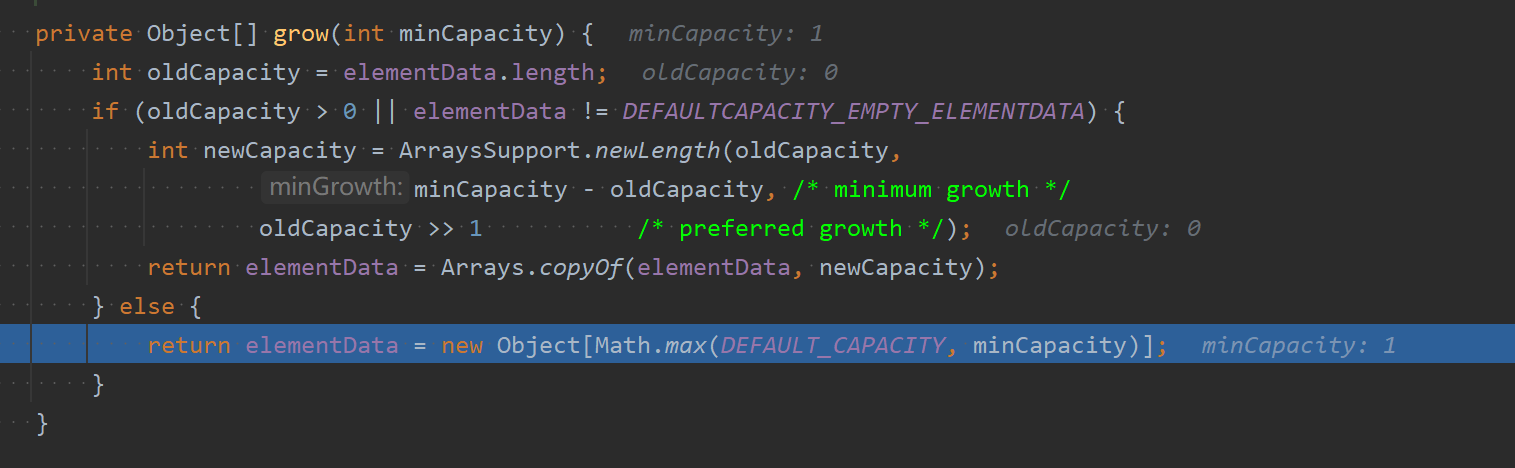 private Object[] grow(int minCapacity) {   minCapacity: 1
    int oldCapacity = elementData.length;   oldCapacity: 0
    if (oldCapacity > 0 || elementData != DEFAULTCAPACITY_EMPTY_ELEMENTDATA) {
        int newCapacity = ArraysSupport.newLength(oldCapacity,
                minGrowth: minCapacity - oldCapacity, /* minimum growth */
                oldCapacity >> 1           /* preferred growth */);   oldCapacity: 0
        return elementData = Arrays.copyOf(elementData, newCapacity);
    } else {
        return elementData = new Object[Math.max(DEFAULT_CAPACITY, minCapacity)];   minCapacity: 1
    }
}